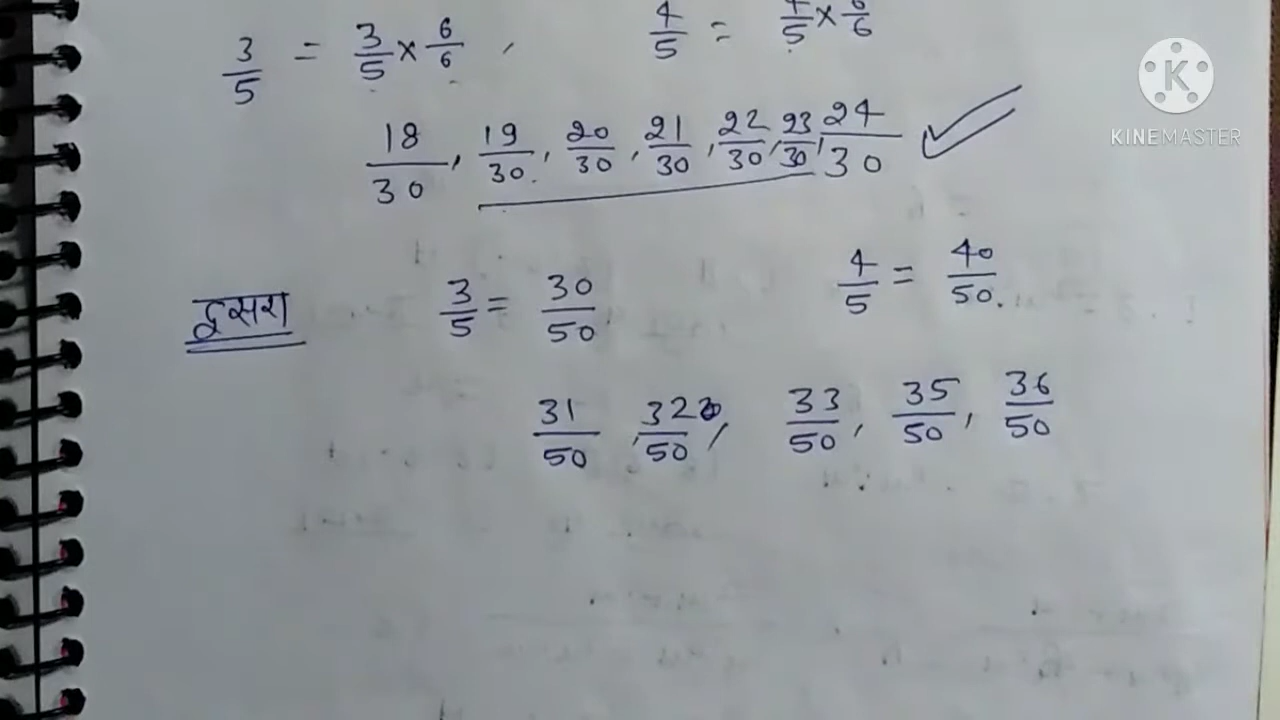 3/5 = 3/5 × 6/6 , 4/5 = 4/5 × 6/6
18/30, 19/30, 20/30, 21/30, 22/30, 23/30, 24/30
दूसरा 3/5 = 30/50 4/5 = 40/50.
31/50, 32/50, 33/50, 35/50, 36/50
K
KINEMASTER